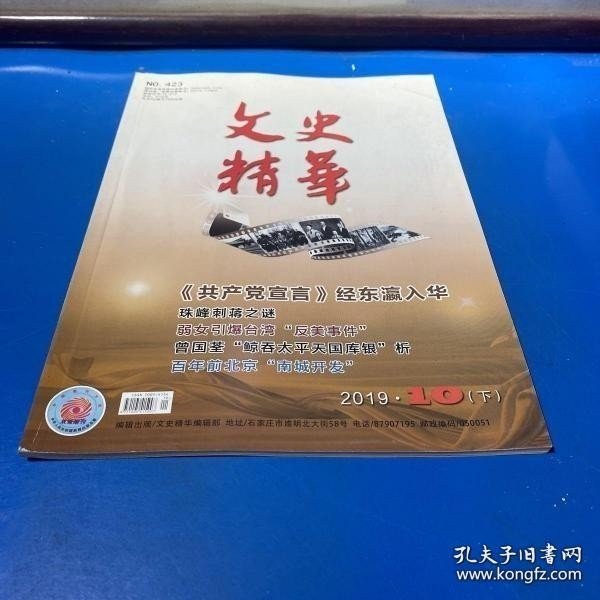 NO. 423
文史
精华
《共产党宣言》经东瀛入华
珠峰刺蒋之谜
弱女引爆台湾“反美事件”
曾国荃“鲸吞太平天国库银”析
百年前北京“南城开发”
2019·10(下)
编辑出版/文史精华编辑部 地址/石家庄市维明北大街58号 电话/87907195 邮政编码/050051
孔夫子旧书网
www.kongfz.com